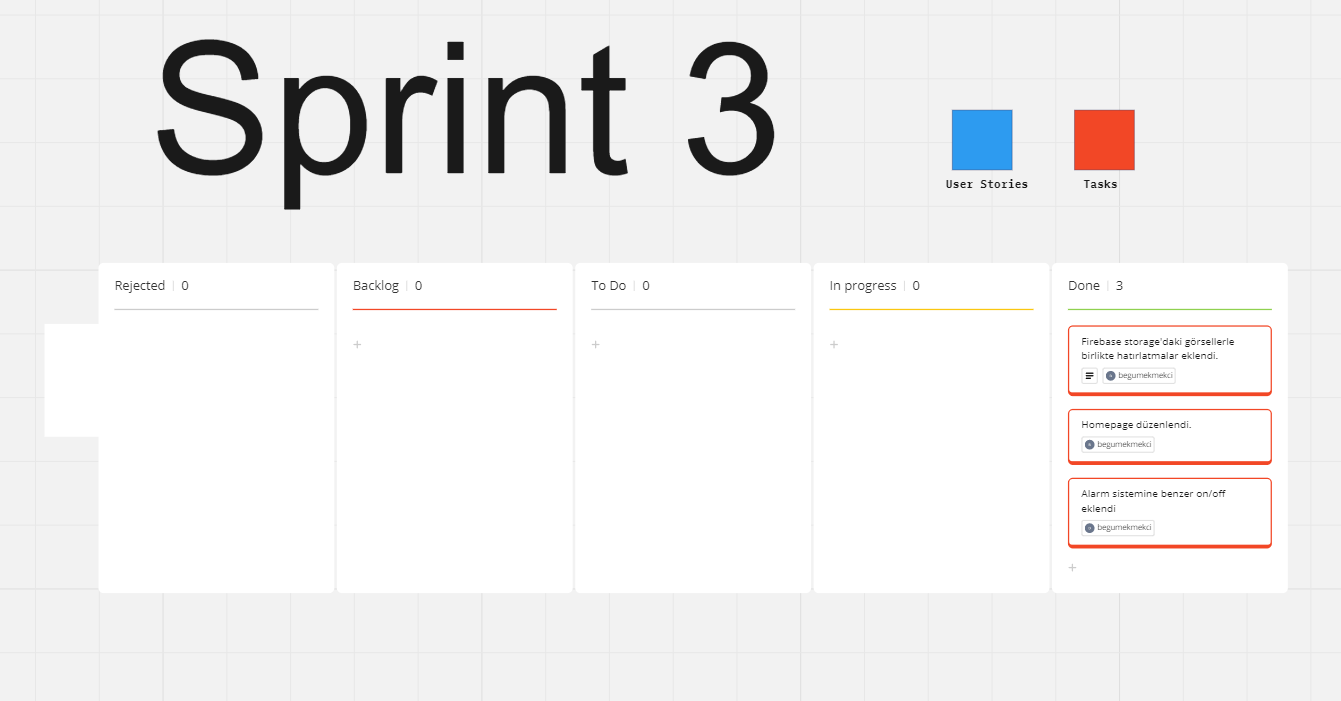 Sprint 3
User Stories
Tasks
Rejected 0
Backlog 0
To Do 0
In progress 0
Done 3
Firebase storage'daki görsellerle
birlikte hatırlatmalar eklendi.
begumekmekci
Homepage düzenlendi.
begumekmekci
Alarm sistemine benzer on/off
eklendi
begumekmekci